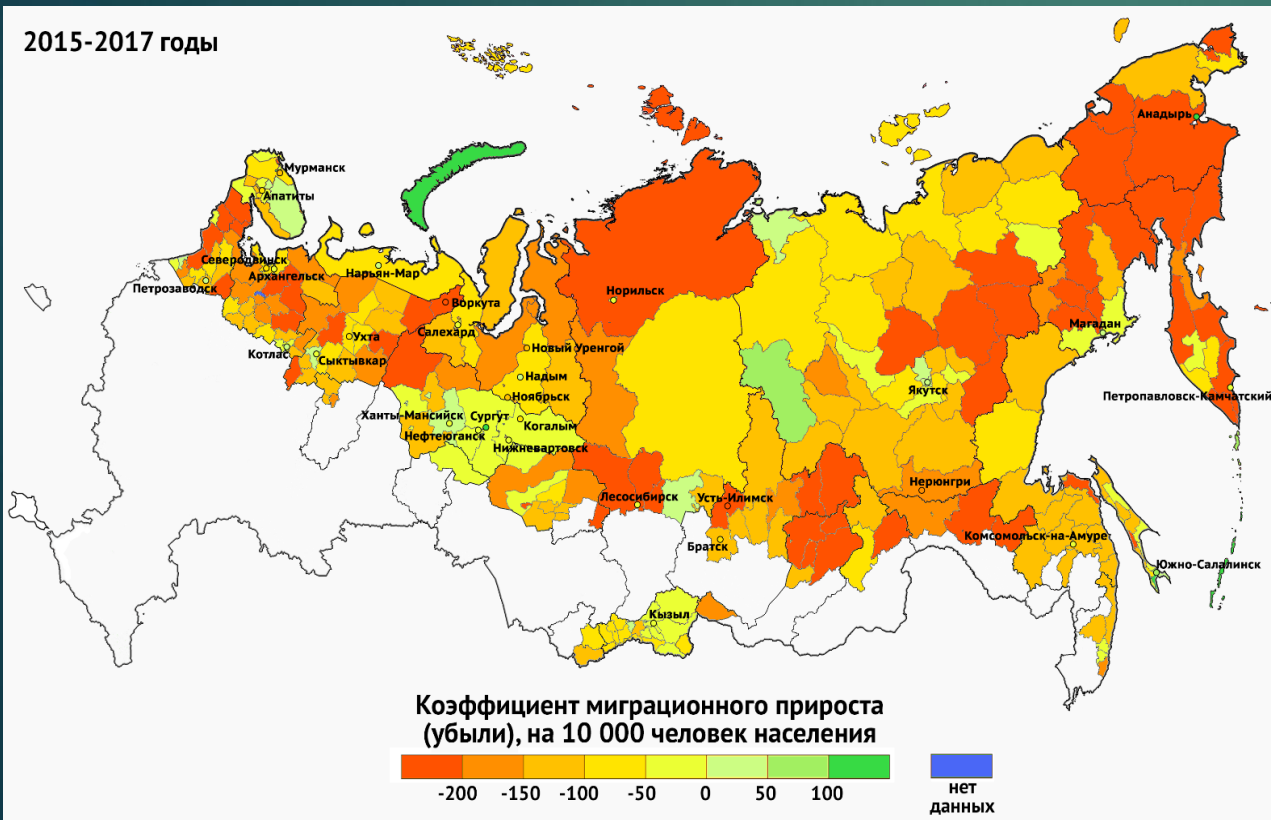 2015-2017 годы
Анадырь
Мурманск
Апатиты
Северодвинск
Архангельск
Нарьян-Мар
Петрозаводск
Воркута
Норильск
Салехард
Ухта
Магадан
Котлас
Сыктывкар
Новый Уренгой
Надым
Якутск
Ноябрьск
Петропавловск-Камчатский
Ханты-Мансийск
Сургут
Когалым
Нефтеюганск
Нижневартовск
Нерюнгри
Лесосибирск
Усть-Илимск
Комсомольск-на-Амуре
Братск
Южно-Салалинск
Кызыл
Коэффициент миграционного прироста
(убыли), на 10 000 человек населения
-200 -150 -100 -50 0 50 100
нет
данных